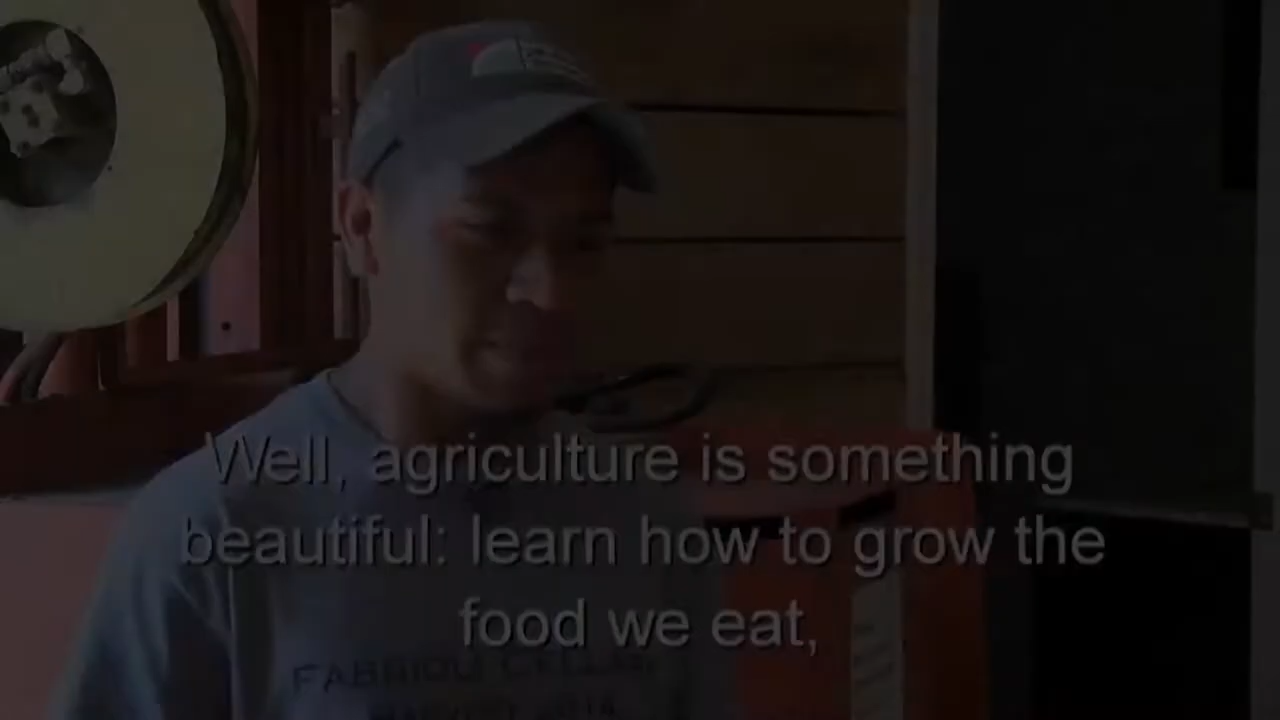 Well, agriculture is something
beautiful: learn how to grow the
food we eat,